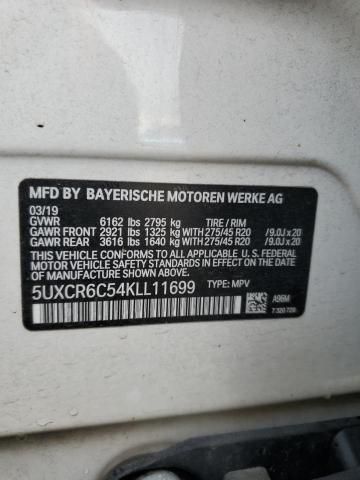 MFD BY BAYERISCHE MOTOREN WERKE AG
03/19
GVWR 6162 lbs 2795 kg TIRE / RIM
GAWR FRONT 2921 lbs 1325 kg WITH 275/45 R20 /9.0J x 20
GAWR REAR 3616 lbs 1640 kg WITH 275/45 R20 /9.0J x 20
THIS VEHICLE CONFORMS TO ALL APPLICABLE U. S. FEDERAL
MOTOR VEHICLE SAFETY STANDARDS IN EFFECT ON THE DATE
OF MANUFACTURE SHOWN ABOVE.
5UXCR6C54KLL11699 TYPE: MPV
A96M